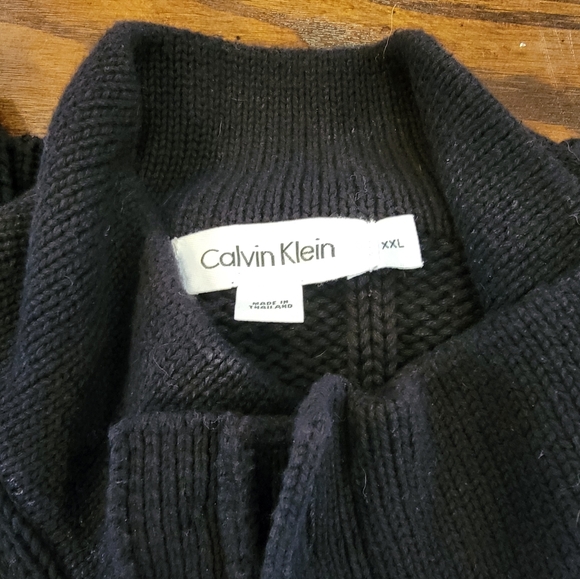 Calvin Klein
XXL
MADE IN
THAILAND